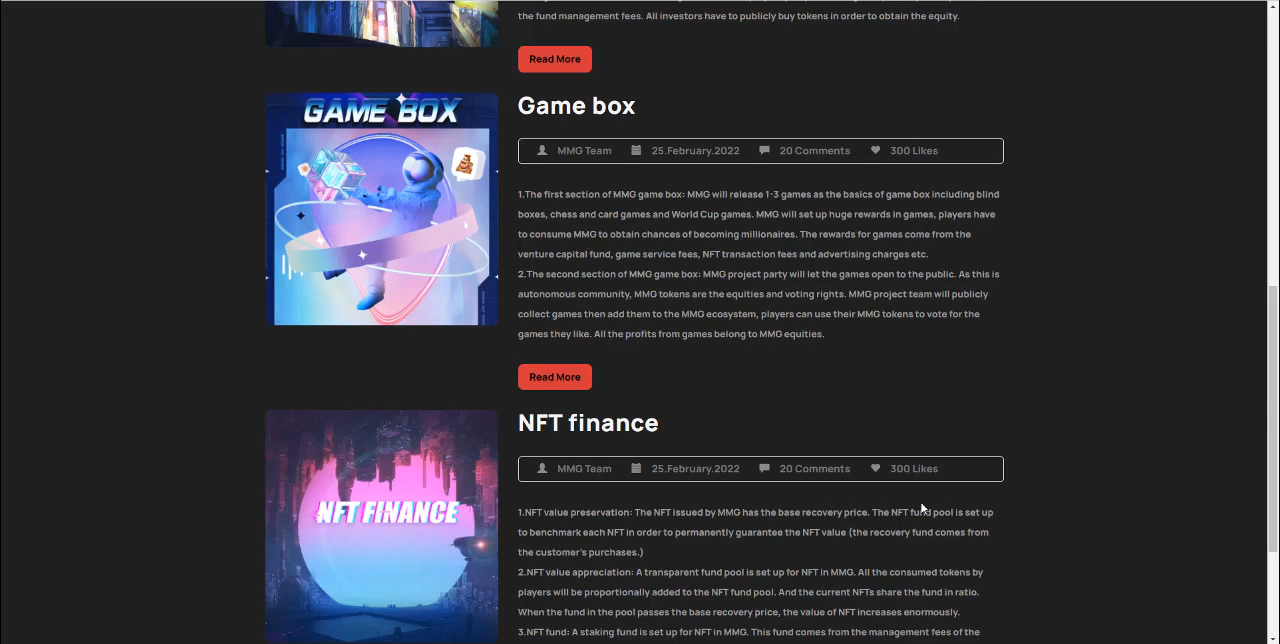 the fund management fees. All investors have to publicly buy tokens in order to obtain the equity.
Read More
GAME BOX
Game box
MMG Team 25.February.2022 20 Comments 300 Likes
1.The first section of MMG game box: MMG will release 1-3 games as the basics of game box including blind
boxes, chess and card games and World Cup games. MMG will set up huge rewards in games, players have
to consume MMG to obtain chances of becoming millionaires. The rewards for games come from the
venture capital fund, game service fees, NFT transaction fees and advertising charges etc.
2.The second section of MMG game box: MMG project party will let the games open to the public. As this is
autonomous community, MMG tokens are the equities and voting rights. MMG project team will publicly
collect games then add them to the MMG ecosystem, players can use their MMG tokens to vote for the
games they like. All the profits from games belong to MMG equities.
Read More
NFT FINANCE
NFT finance
MMG Team 25.February.2022 20 Comments 300 Likes
1.NFT value preservation: The NFT issued by MMG has the base recovery price. The NFT fund pool is set up
to benchmark each NFT in order to permanently guarantee the NFT value (the recovery fund comes from
the customer's purchases.)
2.NFT value appreciation: A transparent fund pool is set up for NFT in MMG. All the consumed tokens by
players will be proportionally added to the NFT fund pool. And the current NFTs share the fund in ratio.
When the fund in the pool passes the base recovery price, the value of NFT increases enormously.
3.NFT fund: A staking fund is set up for NFT in MMG. This fund comes from the management fees of the